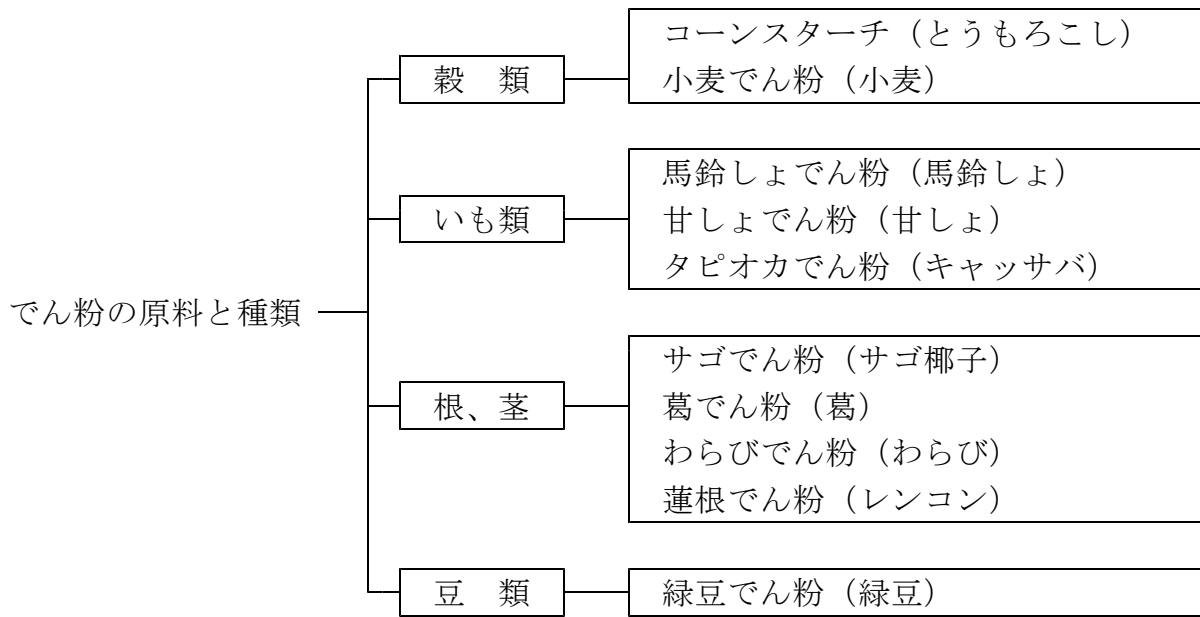 でん粉の原料と種類
穀　類
コーンスターチ（とうもろこし）
小麦でん粉（小麦）
いも類
馬鈴しょでん粉（馬鈴しょ）
甘しょでん粉（甘しょ）
タピオカでん粉（キャッサバ）
根、茎
サゴでん粉（サゴ椰子）
葛でん粉（葛）
わらびでん粉（わらび）
蓮根でん粉（レンコン）
豆　類
緑豆でん粉（緑豆）